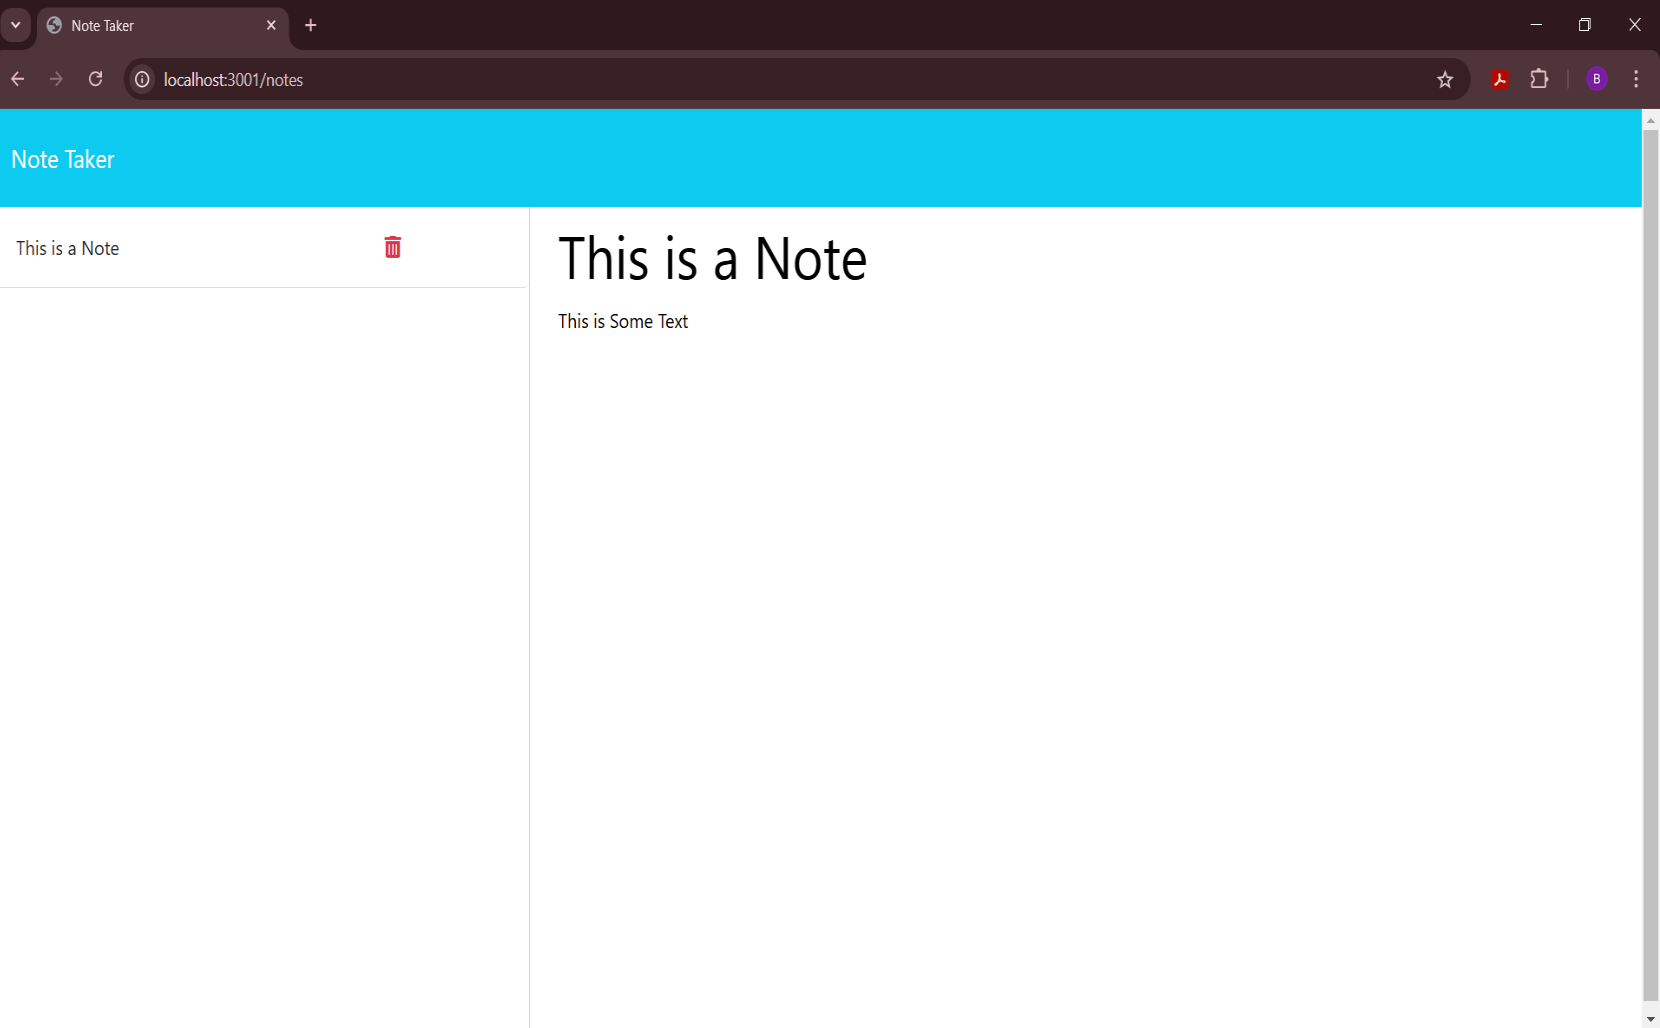 Note Taker
localhost:3001/notes
B
Note Taker
This is a Note
This is a Note
This is Some Text